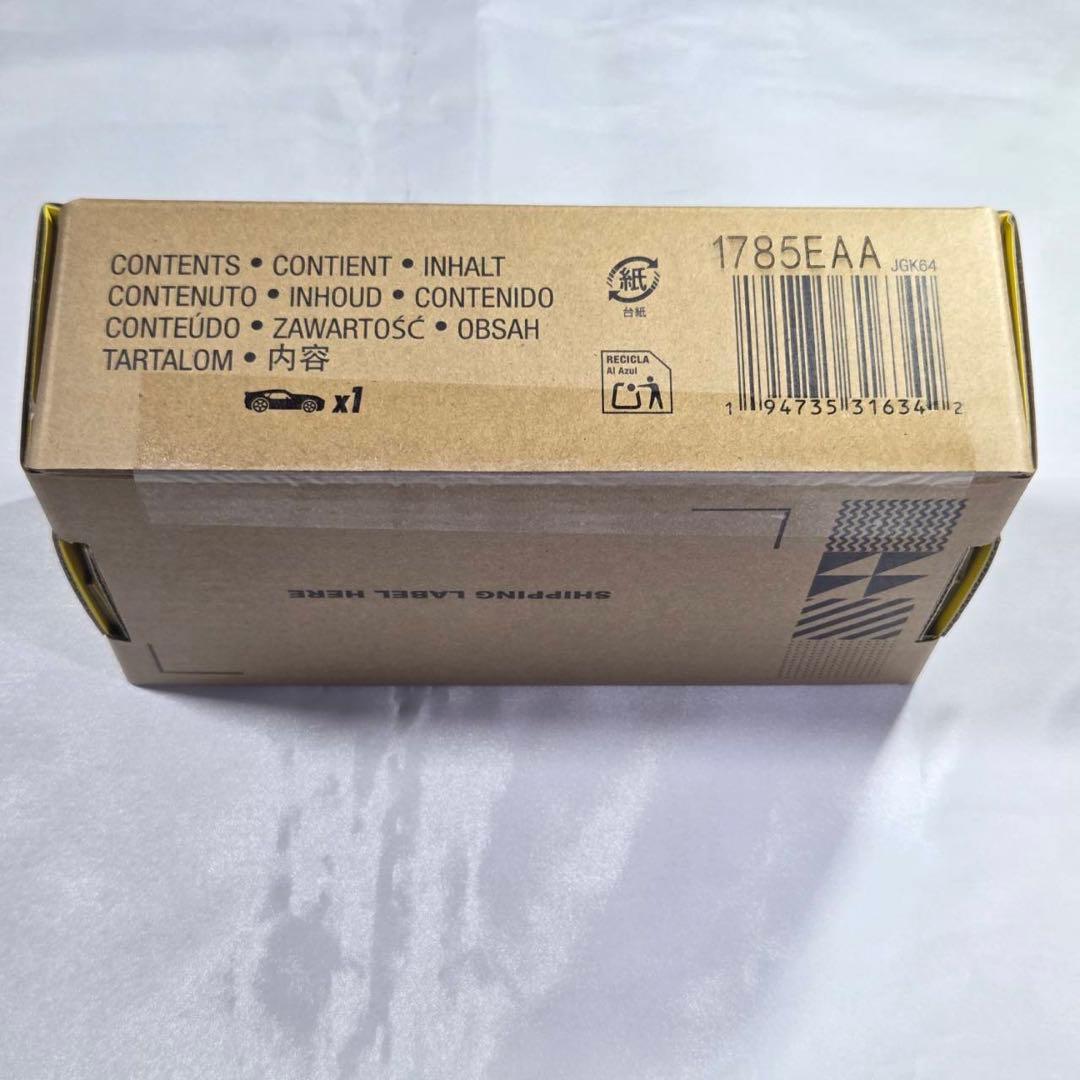 CONTENTS • CONTIENT • INHALT
CONTENUTO • INHOUD • CONTENIDO
CONTEÚDO • ZAWARTOŚĆ • OBSAH
TARTALOM • 内容
x1
紙
台紙
RECICLA
Al Azul
1785EAA
JGK64
1 94735 31634 2
SHIPPING LABEL HERE